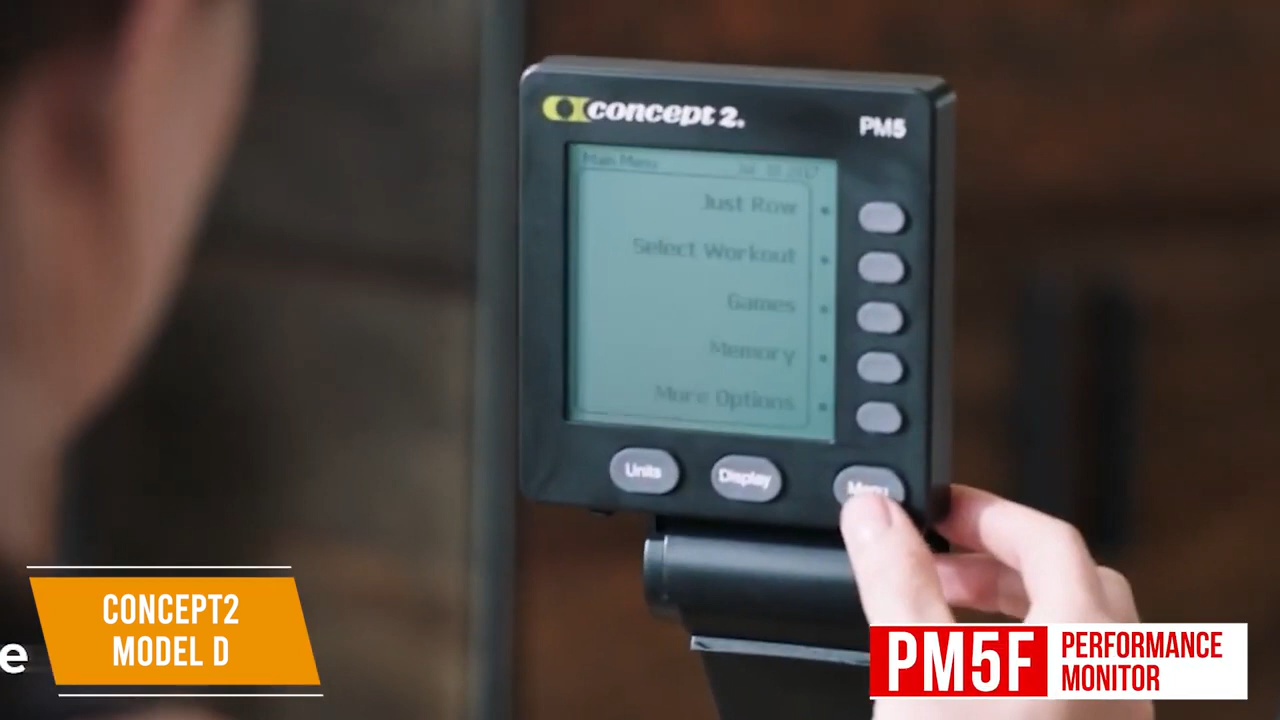 concept 2.
PM5
Main Menu
Just Row
Select Workout
Games
Memory
More Options
Units
Display
Menu
e
CONCEPT2
MODEL D
PM5F
PERFORMANCE
MONITOR